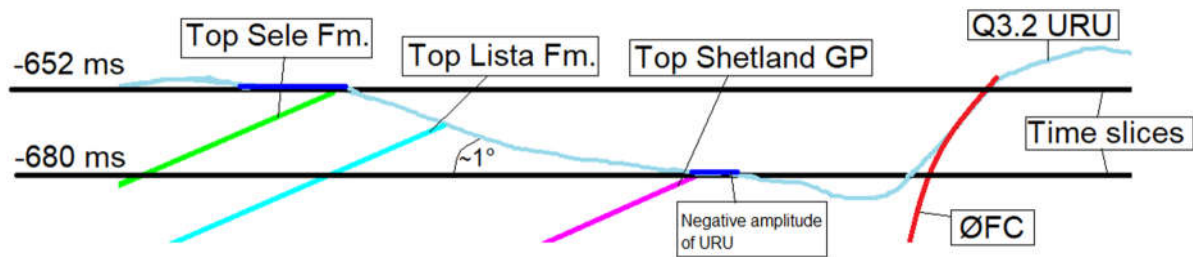 Top Sele Fm.
Q3.2 URU
-652 ms
Top Lista Fm.
Top Shetland GP
Time slices
-680 ms
~1°
Negative amplitude
of URU
ØFC